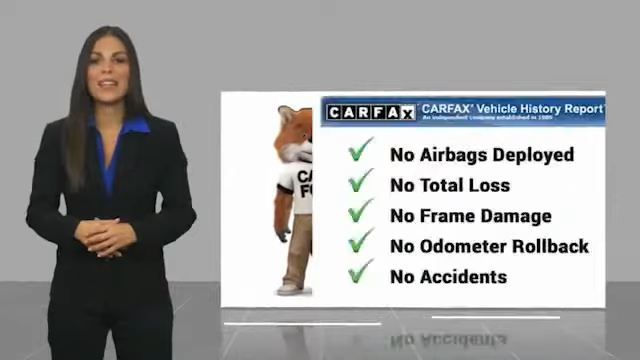 CARFAX
CARFAX Vehicle History Report
An independent company established in 1986
No Airbags Deployed
No Total Loss
No Frame Damage
No Odometer Rollback
No Accidents